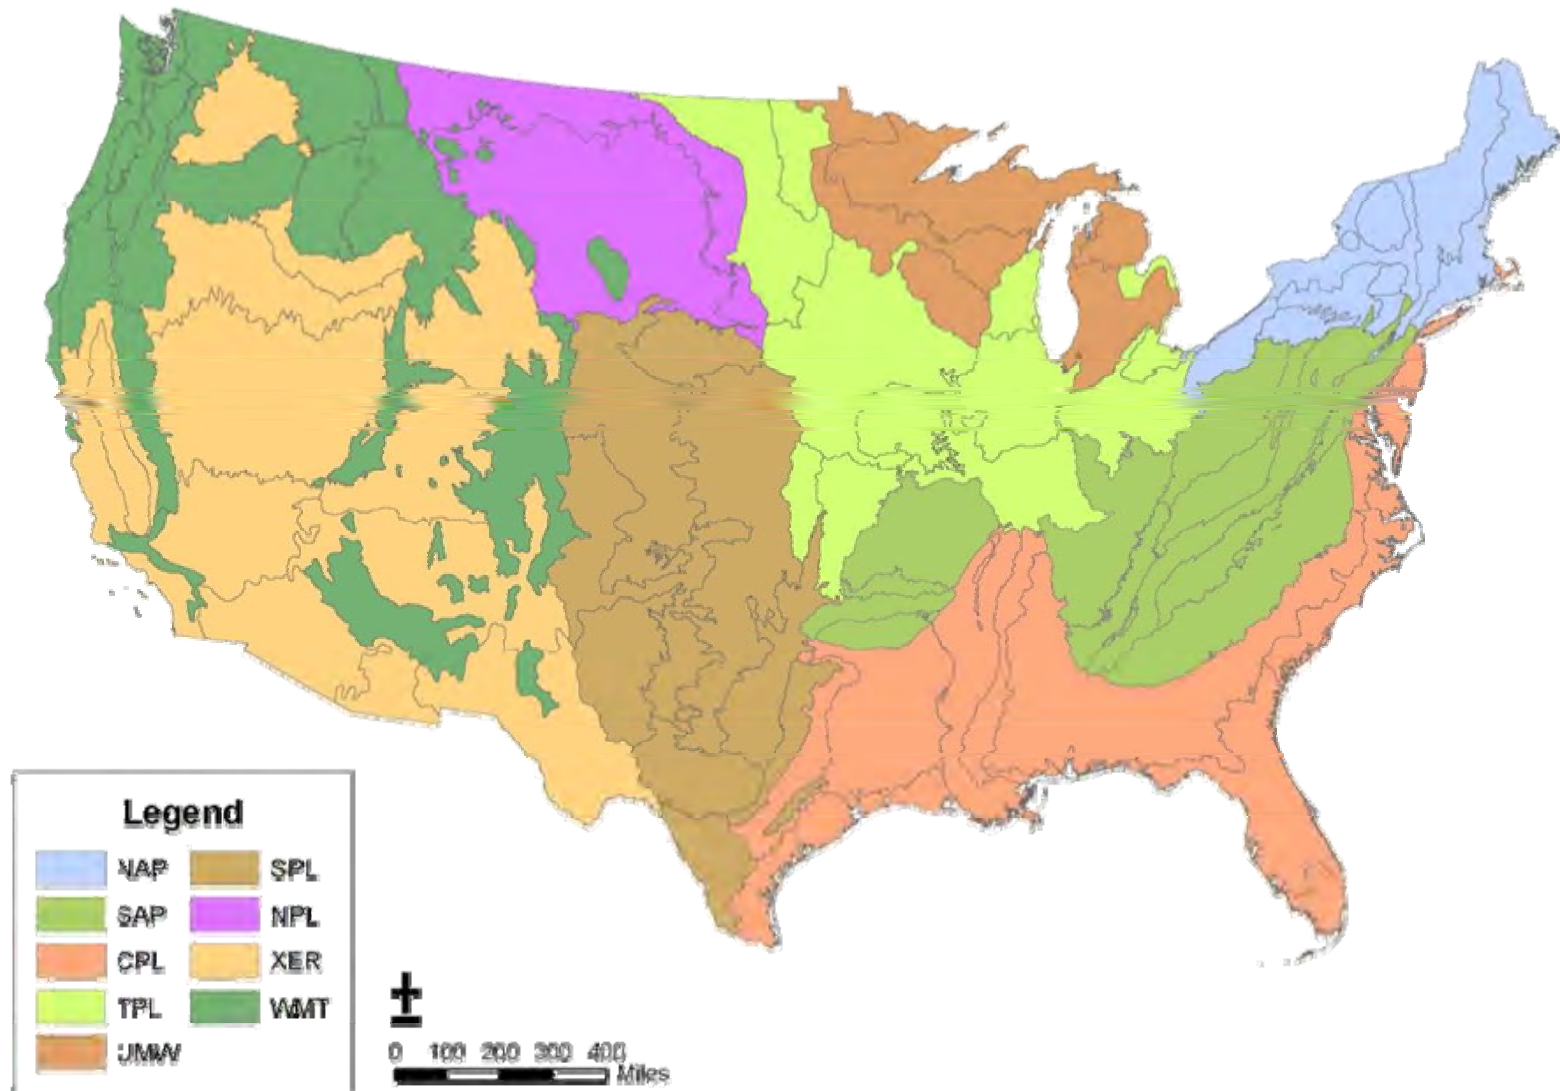 Legend
NAP SPL
SAP NPL
CPL XER
TPL WMT
UMW
0 100 200 300 400
Miles